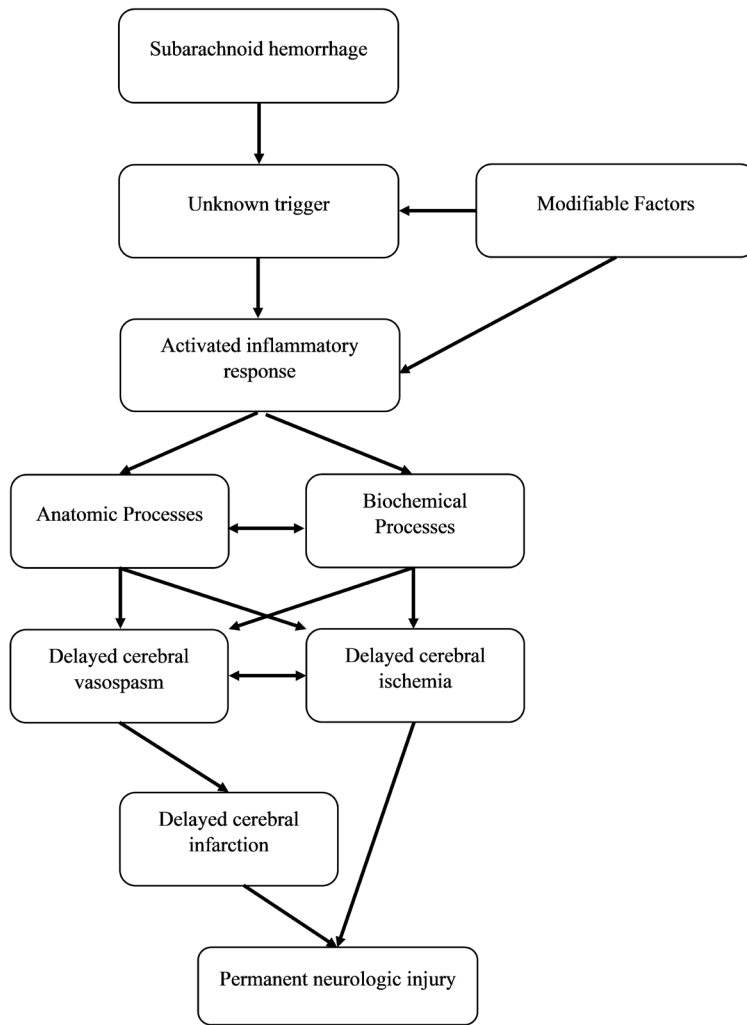 Subarachnoid hemorrhage
Unknown trigger
Modifiable Factors
Activated inflammatory
response
Anatomic Processes
Biochemical
Processes
Delayed cerebral
vasospasm
Delayed cerebral
ischemia
Delayed cerebral
infarction
Permanent neurologic injury